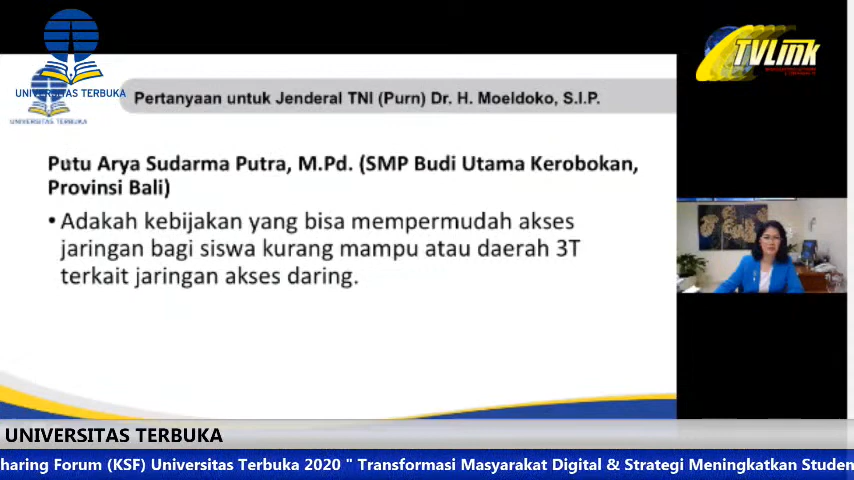 UNIVERSITAS TERBUKA
UNIVERSITAS TERBUKA
TVLink
Pertanyaan untuk Jenderal TNI (Purn) Dr. H. Moeldoko, S.I.P.
Putu Arya Sudarma Putra, M.Pd. (SMP Budi Utama Kerobokan,
Provinsi Bali)
• Adakah kebijakan yang bisa mempermudah akses
jaringan bagi siswa kurang mampu atau daerah 3T
terkait jaringan akses daring.
UNIVERSITAS TERBUKA
haring Forum (KSF) Universitas Terbuka 2020 " Transformasi Masyarakat Digital & Strategi Meningkatkan Studen